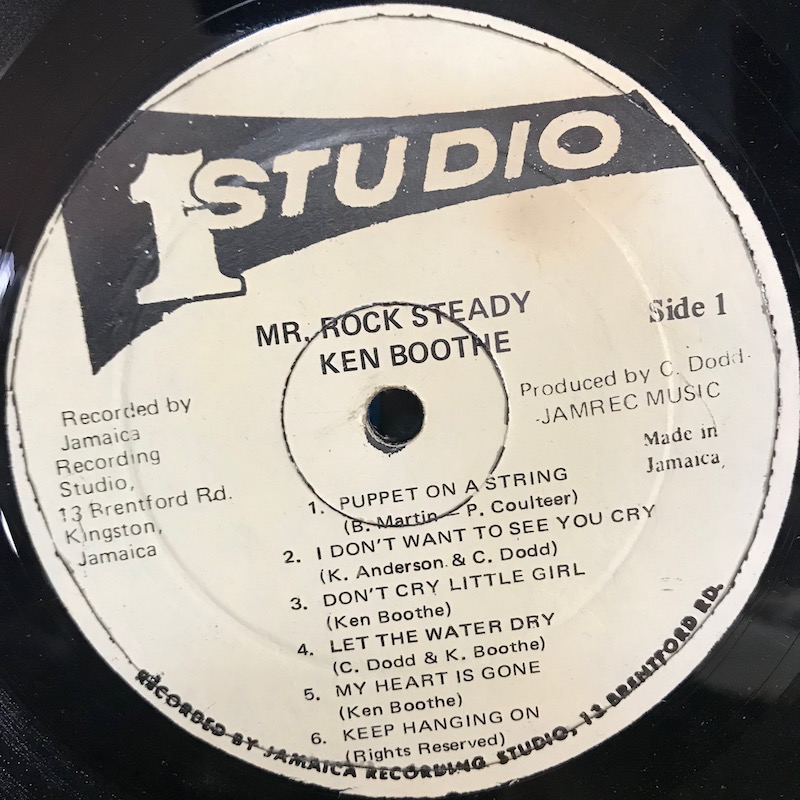 1 STUDIO
MR. ROCK STEADY
KEN BOOTHE
Side 1
Recorded by
Jamaica
Recording
Studio,
13 Brentford Rd.
Kingston,
Jamaica
Produced by C. Dodd-
-JAMREC MUSIC
Made in
Jamaica,
1. PUPPET ON A STRING
(B. Martin - P. Coulteer)
2. I DON'T WANT TO SEE YOU CRY
(K. Anderson & C. Dodd)
3. DON'T CRY LITTLE GIRL
(Ken Boothe)
4. LET THE WATER DRY
(C. Dodd & K. Boothe)
5. MY HEART IS GONE
(Ken Boothe)
6. KEEP HANGING ON
(Rights Reserved)
RECORDED BY JAMAICA RECORDING STUDIO, 13 BRENTFORD RD.